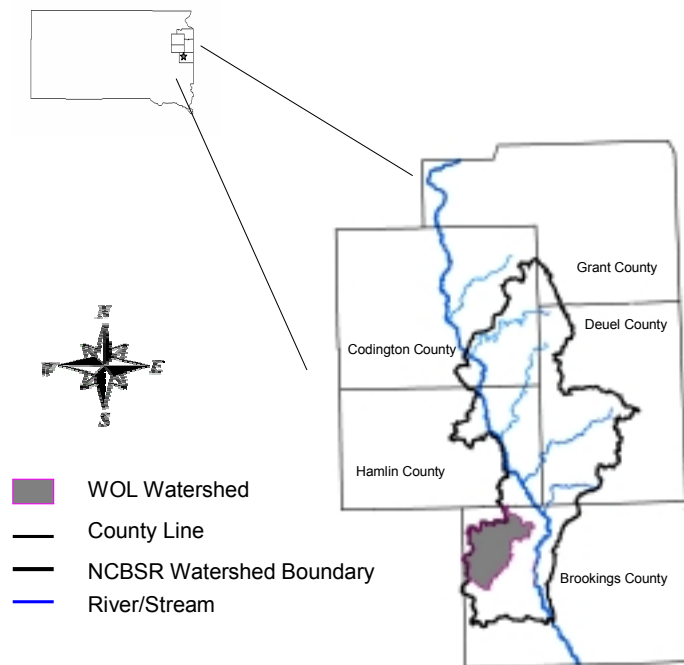 Grant County
Deuel County
Codington County
Hamlin County
N
W
E
S
WOL Watershed
County Line
NCBSR Watershed Boundary
River/Stream
Brookings County